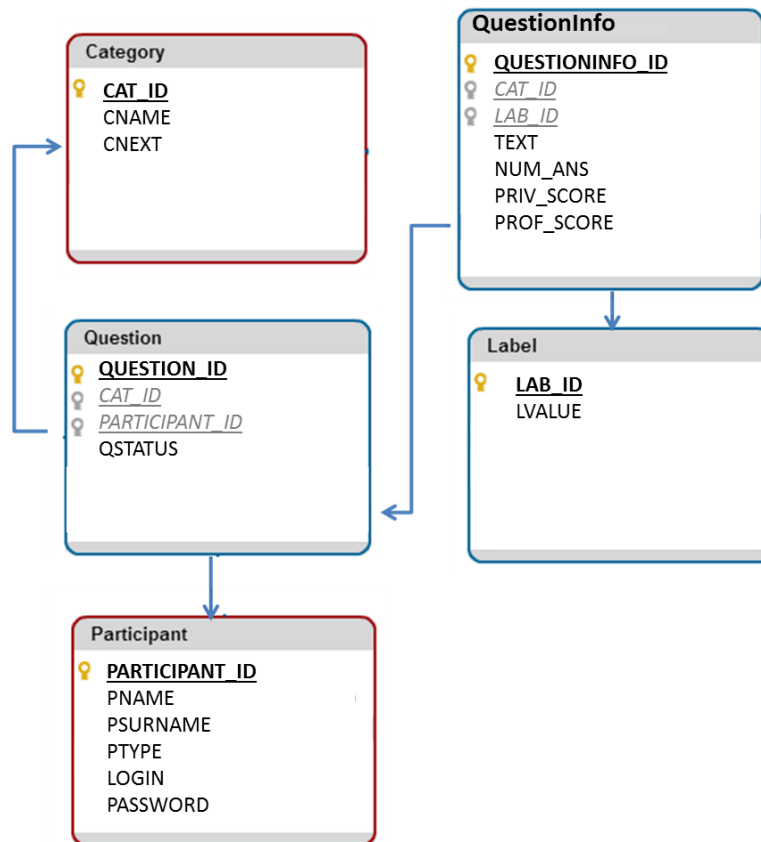 Category
CAT_ID
CNAME
CNEXT
QuestionInfo
QUESTIONINFO_ID
CAT_ID
LAB_ID
TEXT
NUM_ANS
PRIV_SCORE
PROF_SCORE
Question
QUESTION_ID
CAT_ID
PARTICIPANT_ID
QSTATUS
Label
LAB_ID
LVALUE
Participant
PARTICIPANT_ID
PNAME
PSURNAME
PTYPE
LOGIN
PASSWORD